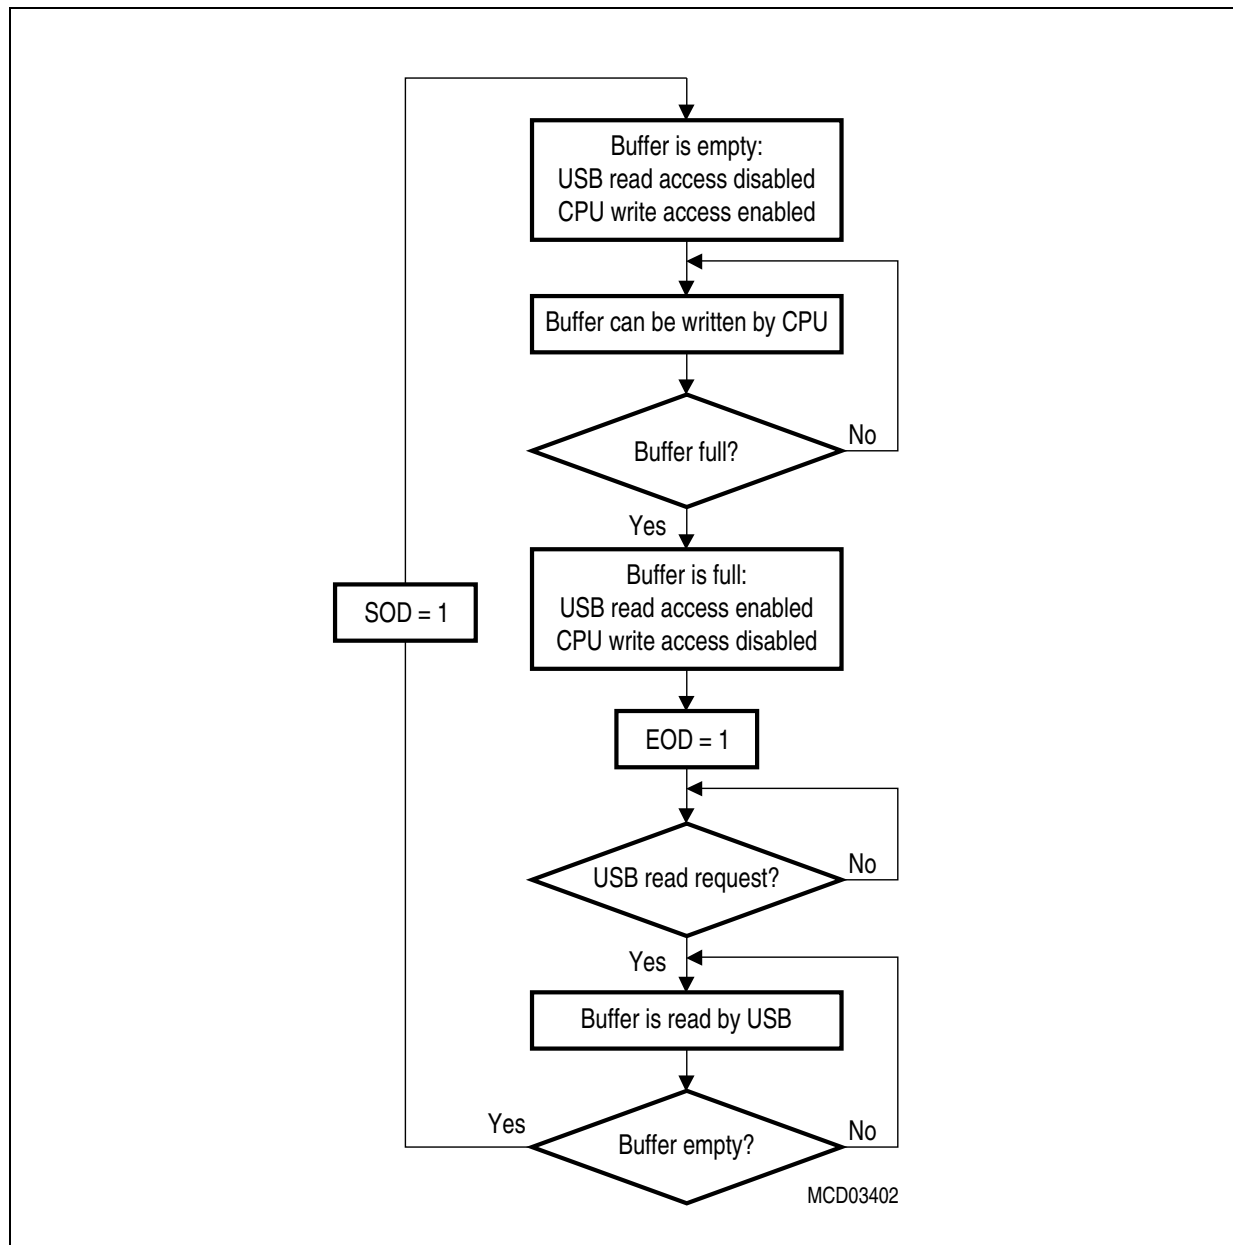 Buffer is empty:
USB read access disabled
CPU write access enabled
Buffer can be written by CPU
Buffer full?
No
Yes
Buffer is full:
USB read access enabled
CPU write access disabled
SOD = 1
EOD = 1
USB read request?
No
Yes
Buffer is read by USB
Yes
Buffer empty?
No
MCD03402